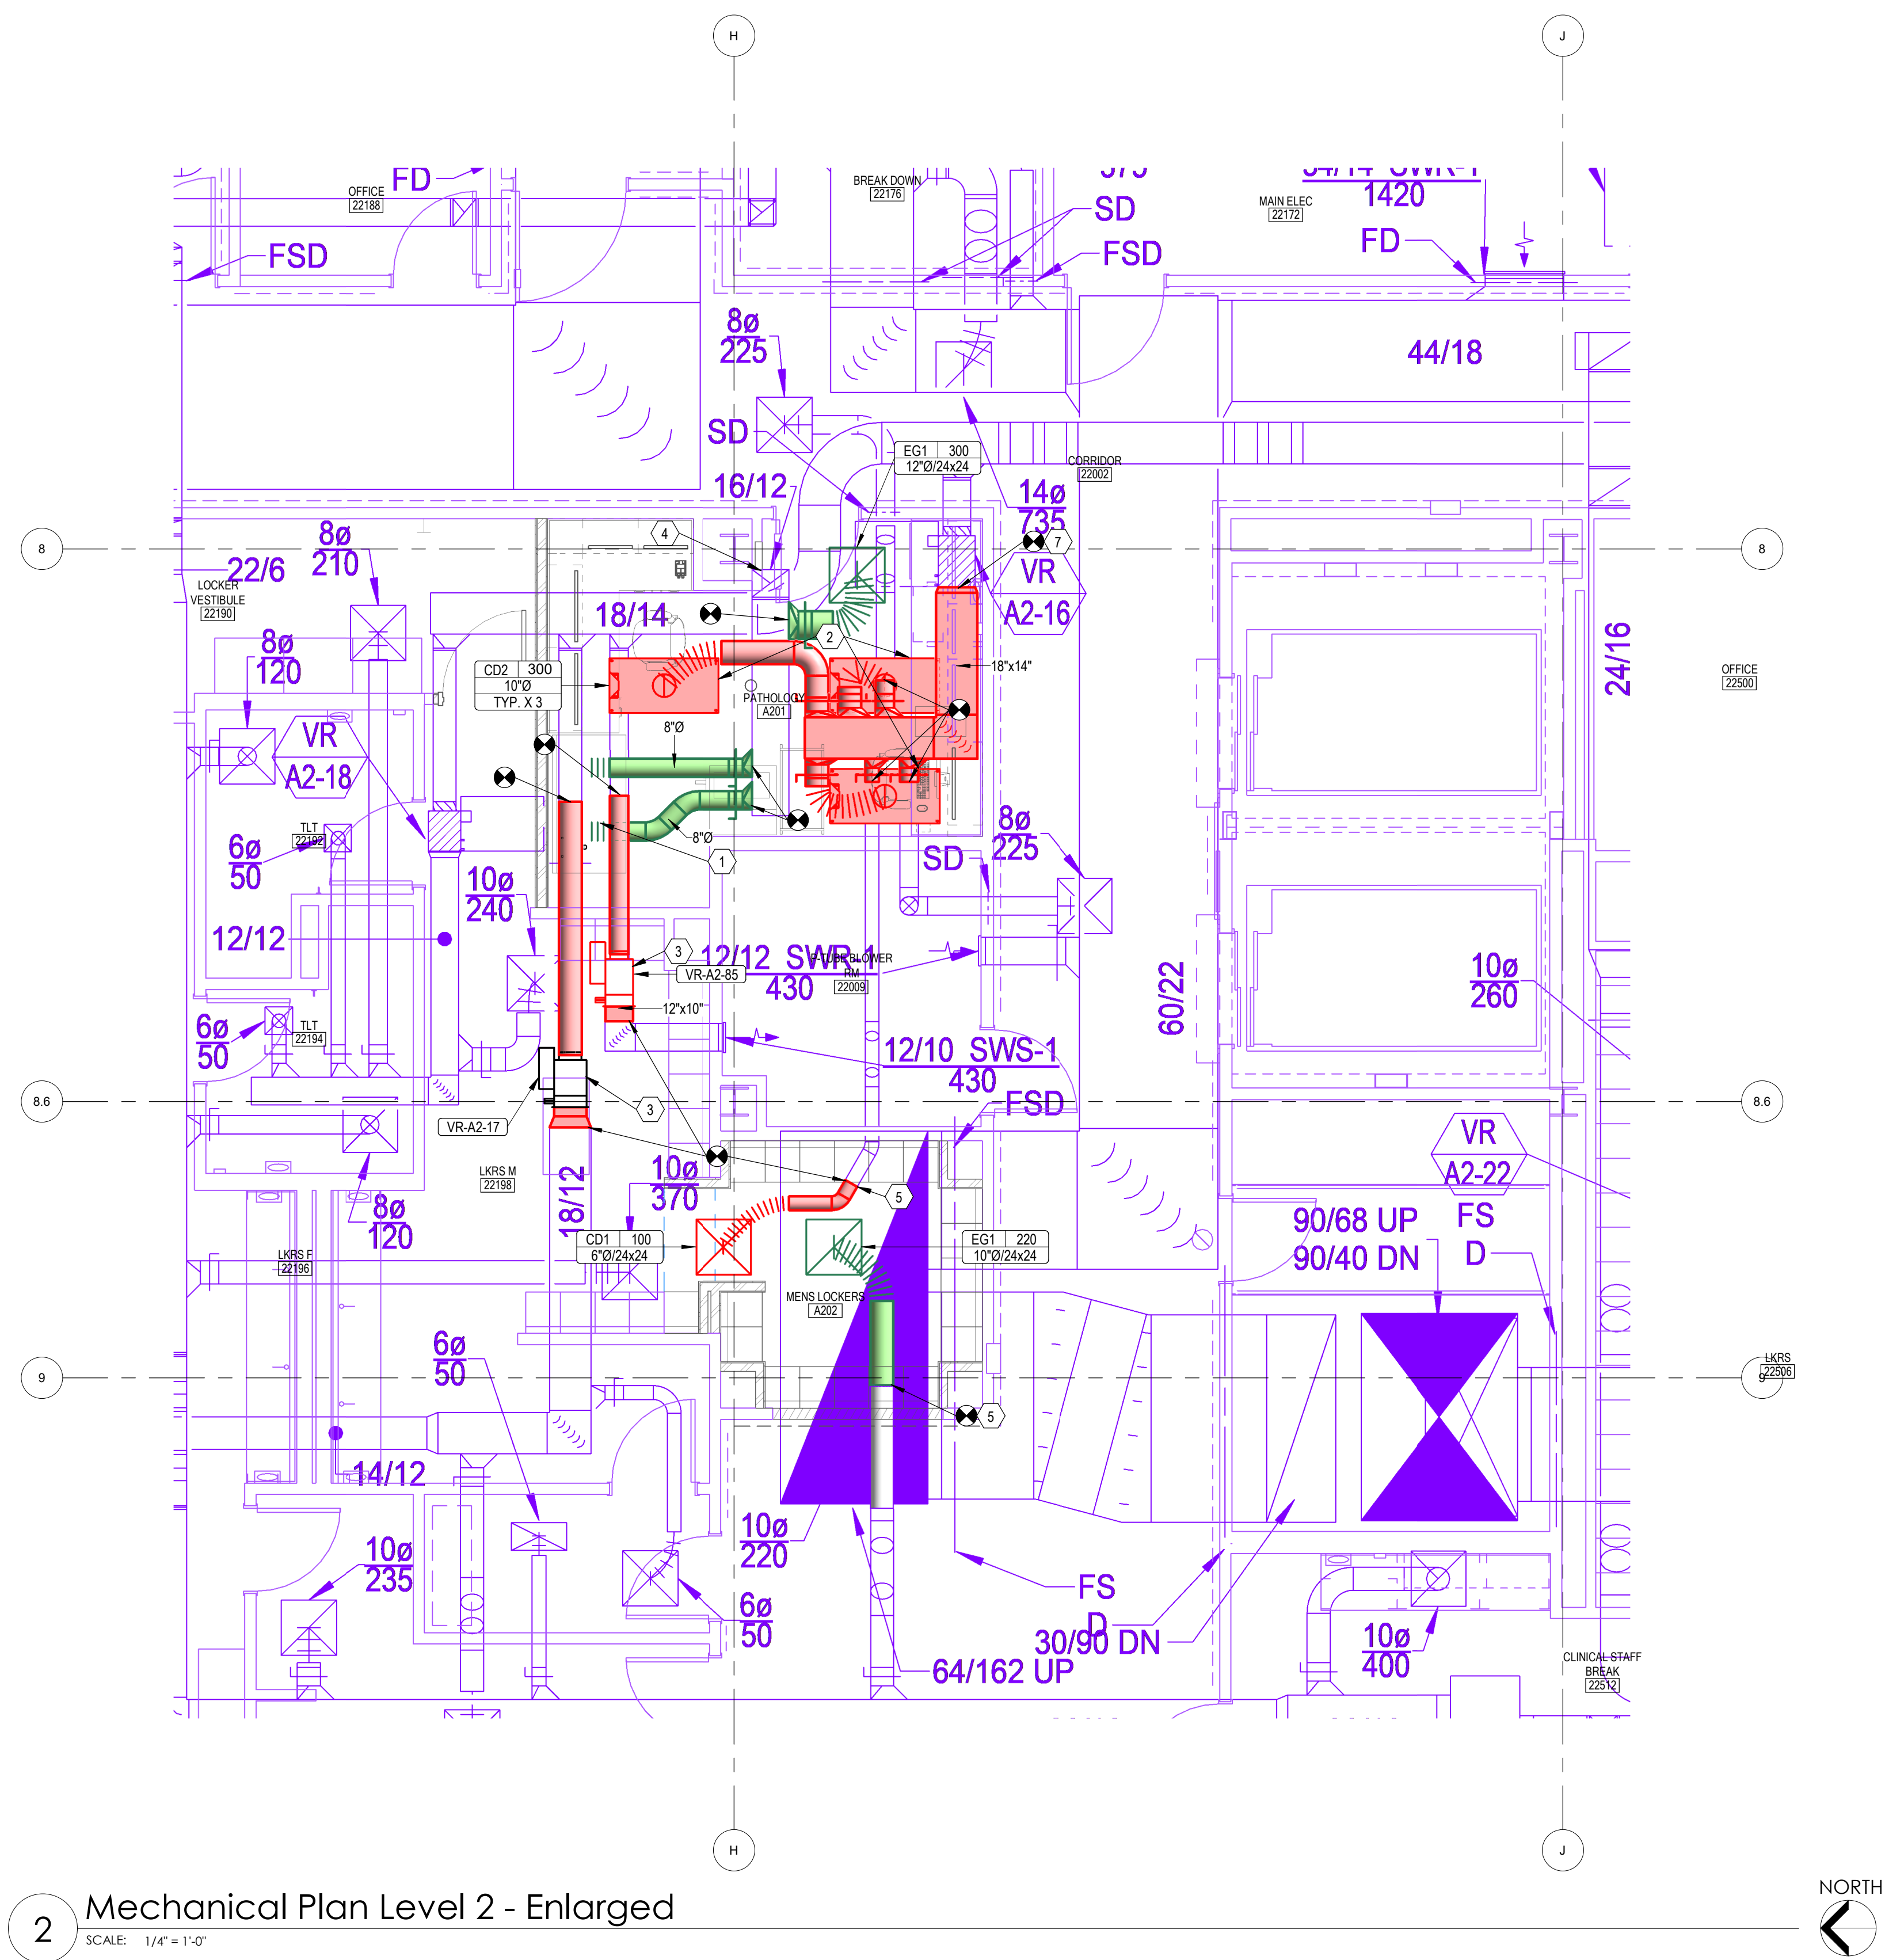 H
J
FD
OFFICE
22188
BREAK DOWN
22176
SD
FSD
MAIN ELEC
22172
1420
FD
FSD
8ø
225
44/18
SD
EG1 300
12"Ø/24x24
CORRIDOR
22002
16/12
14ø
735
8
8ø
210
4
7
8
22/6
LOCKER
VESTIBULE
22190
VR
A2-16
18/14
2
8ø
120
CD2 300
10"Ø
TYP. X 3
18"x14"
24/16
OFFICE
22500
PATHOLOGY
A201
VR
A2-18
8"Ø
8"Ø
TLT
22192
6ø
50
1
8ø
225
SD
10ø
240
12/12
3
12/12 SWR-1
430
P-TUBE BLOWER
RM
22009
VR-A2-85
12"x10"
60/22
10ø
260
6ø
50
TLT
22194
12/10 SWS-1
430
8.6
FSD
8.6
3
VR-A2-17
VR
A2-22
LKRS M
22198
18/12
10ø
370
5
8ø
120
90/68 UP
90/40 DN
FS
D
CD1 100
6"Ø/24x24
EG1 220
10"Ø/24x24
LKRS F
22196
MENS LOCKERS
A202
6ø
50
9
LKRS
22506
9
5
14/12
10ø
220
10ø
235
FS
D
6ø
50
30/90 DN
10ø
400
64/162 UP
CLINICAL STAFF
BREAK
22512
H
J
2
Mechanical Plan Level 2 - Enlarged
SCALE: 1/4" = 1'-0"
NORTH